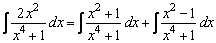 ∫ 2x²/(x⁴+1) dx = ∫ (x²+1)/(x⁴+1) dx + ∫ (x²−1)/(x⁴+1) dx